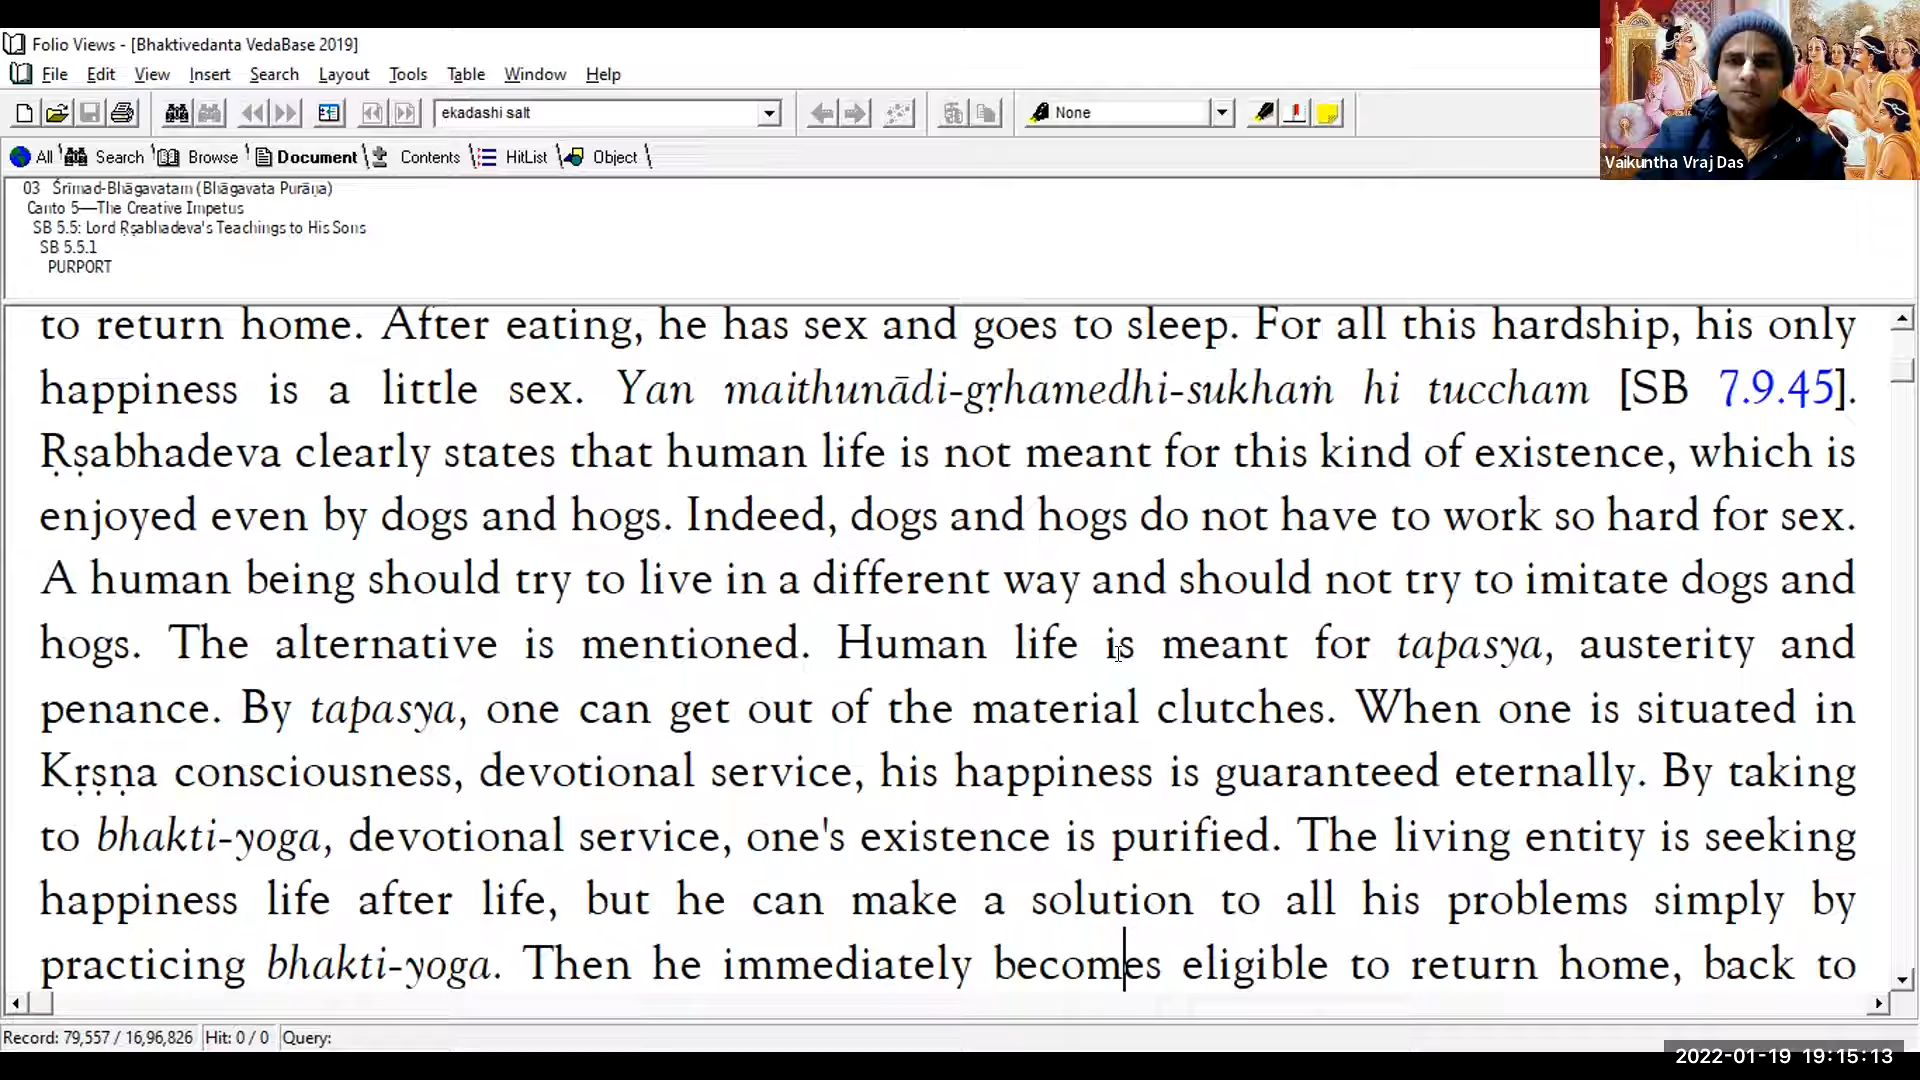 Folio Views - [Bhaktivedanta VedaBase 2019]
File Edit View Insert Search Layout Tools Table Window Help
ekadashi salt
None
All Search Browse Document Contents HitList Object
Vaikuntha Vraj Das
03 Śrīmad-Bhāgavatam (Bhāgavata Purāṇa)
Canto 5—The Creative Impetus
SB 5.5: Lord Ṛṣabhadeva's Teachings to His Sons
SB 5.5.1
PURPORT
to return home. After eating, he has sex and goes to sleep. For all this hardship, his only
happiness is a little sex. Yan maithunādi-gṛhamedhi-sukhaṁ hi tuccham [SB 7.9.45].
Ṛṣabhadeva clearly states that human life is not meant for this kind of existence, which is
enjoyed even by dogs and hogs. Indeed, dogs and hogs do not have to work so hard for sex.
A human being should try to live in a different way and should not try to imitate dogs and
hogs. The alternative is mentioned. Human life is meant for tapasya, austerity and
penance. By tapasya, one can get out of the material clutches. When one is situated in
Kṛṣṇa consciousness, devotional service, his happiness is guaranteed eternally. By taking
to bhakti-yoga, devotional service, one's existence is purified. The living entity is seeking
happiness life after life, but he can make a solution to all his problems simply by
practicing bhakti-yoga. Then he immediately becomes eligible to return home, back to
Record: 79,557 / 16,96,826 Hit: 0 / 0 Query:
2022-01-19 19:15:13